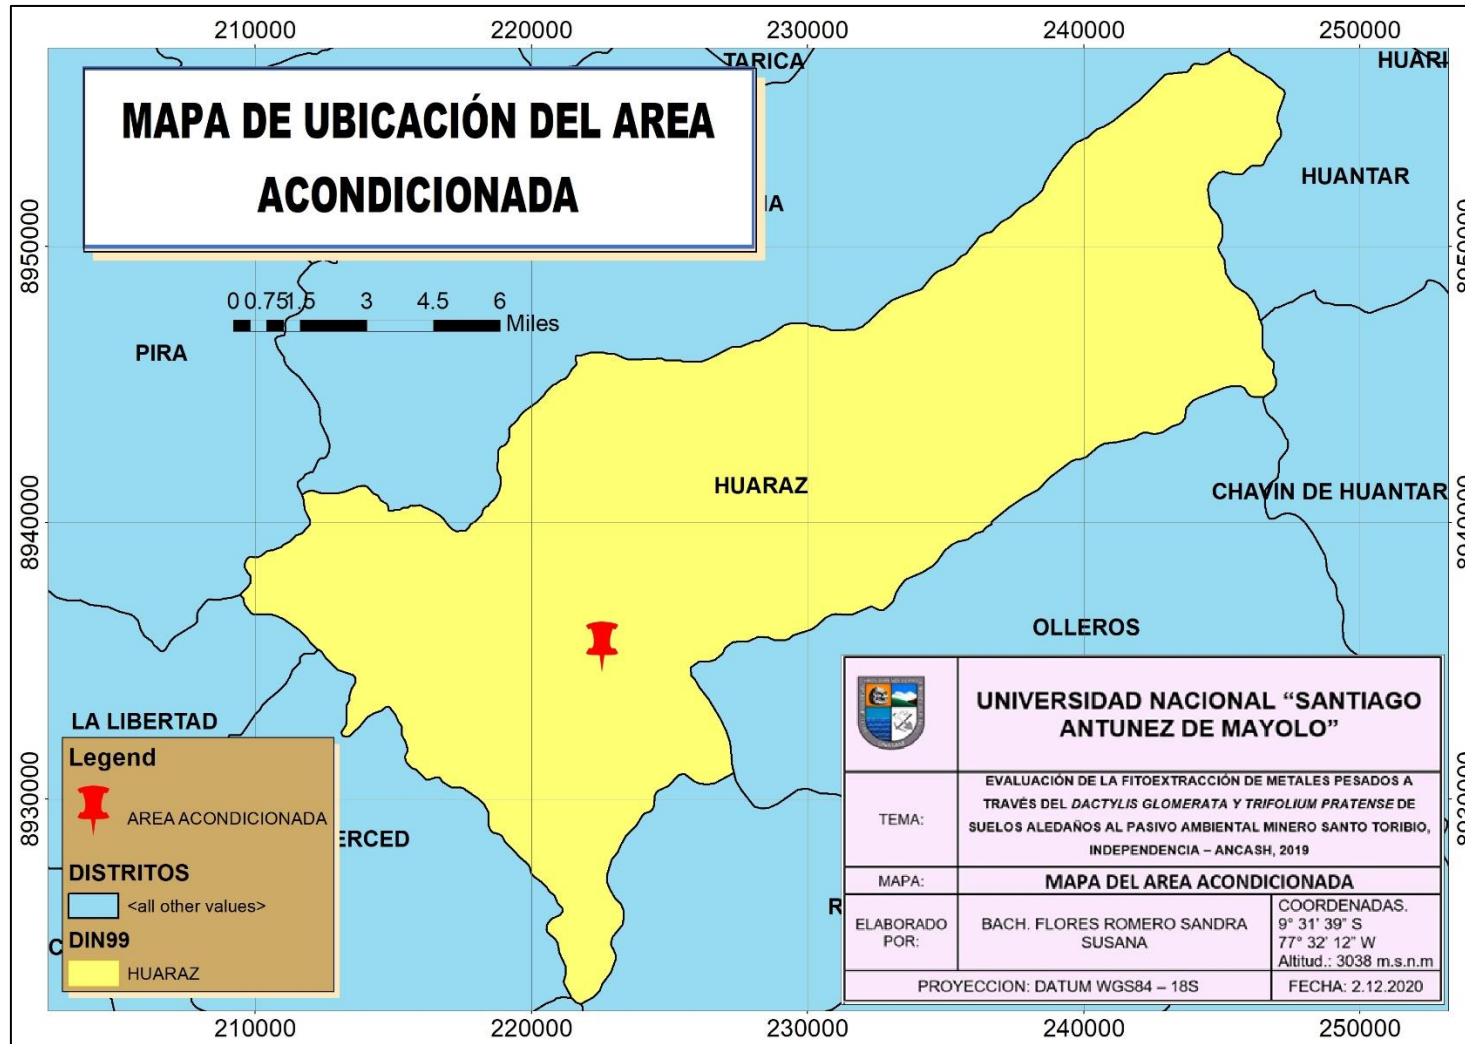 210000 220000 230000 240000 250000
TARICA
HUARI
MAPA DE UBICACIÓN DEL AREA
ACONDICIONADA
HUANTAR
8950000 8950000
0 0.75 1.5 3 4.5 6
Miles
PIRA
HUARAZ
CHAVIN DE HUANTAR
8940000 8940000
OLLEROS
LA LIBERTAD
ERCED
8930000 8930000
Legend
AREA ACONDICIONADA
DISTRITOS
<all other values>
DIN99
HUARAZ
UNIVERSIDAD NACIONAL “SANTIAGO
ANTUNEZ DE MAYOLO”
TEMA:
EVALUACIÓN DE LA FITOEXTRACCIÓN DE METALES PESADOS A
TRAVÉS DEL DACTYLIS GLOMERATA Y TRIFOLIUM PRATENSE DE
SUELOS ALEDAÑOS AL PASIVO AMBIENTAL MINERO SANTO TORIBIO,
INDEPENDENCIA – ANCASH, 2019
MAPA:
MAPA DEL AREA ACONDICIONADA
ELABORADO
POR:
BACH. FLORES ROMERO SANDRA
SUSANA
COORDENADAS.
9° 31' 39" S
77° 32' 12" W
Altitud.: 3038 m.s.n.m
PROYECCION: DATUM WGS84 – 18S
FECHA: 2.12.2020
210000 220000 230000 240000 250000